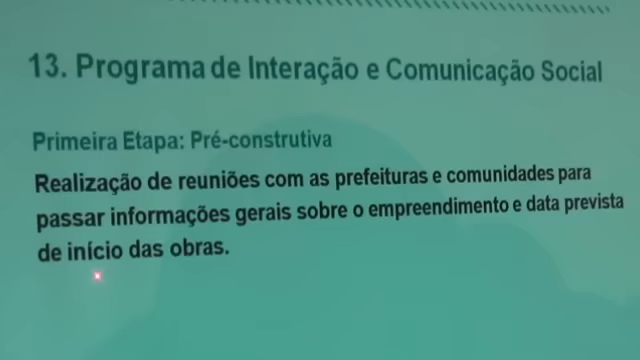 13. Programa de Interação e Comunicação Social
Primeira Etapa: Pré-construtiva
Realização de reuniões com as prefeituras e comunidades para
passar informações gerais sobre o empreendimento e data prevista
de início das obras.